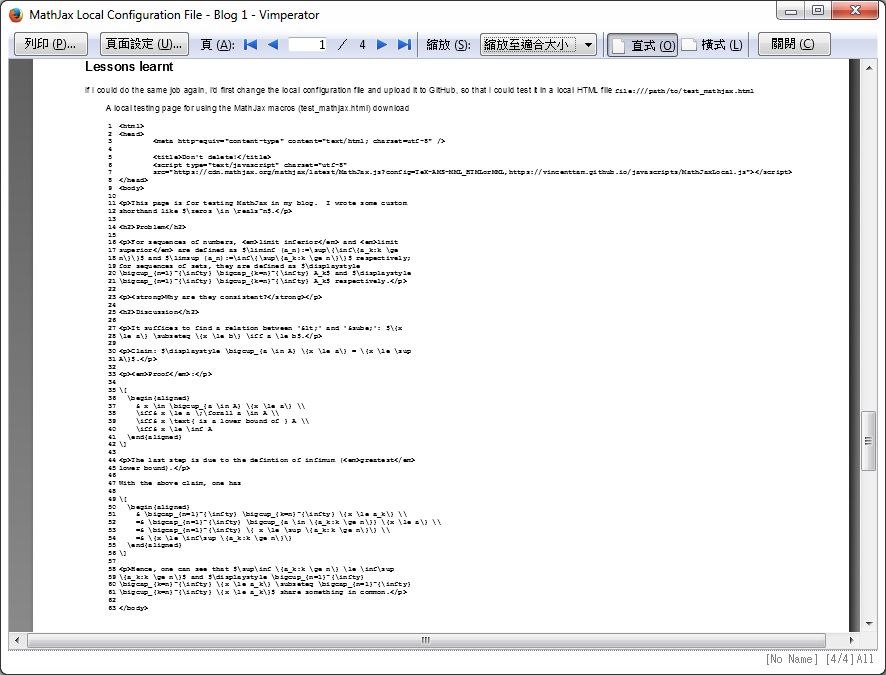 MathJax Local Configuration File - Blog 1 - Vimperator
列印 (P)... 頁面設定 (U)... 頁 (A): 1 / 4 縮放 (S): 縮放至適合大小 直式 (O) 橫式 (L) 關閉 (C)
Lessons learnt
If I could do the same job again, I'd first change the local configuration file and upload it to GitHub, so that I could test it in a local HTML file file:///path/to/test_mathjax.html
A local testing page for using the MathJax macros (test_mathjax.html) download
1 <html>
2 <head>
3 <meta http-equiv="content-type" content="text/html; charset=utf-8" />
4
5 <title>Don't delete!</title>
6 <script type="text/javascript" charset="utf-8"
7 src="https://cdn.mathjax.org/mathjax/latest/MathJax.js?config=TeX-AMS-MML_HTMLorMML,https://vincenttam.github.io/javascripts/MathJaxLocal.js"></script>
8 </head>
9 <body>
10
11 <p>This page is for testing MathJax in my blog. I wrote some custom
12 shorthand like $\zeros \in \reals^n$.</p>
13
14 <h2>Problem</h2>
15
16 <p>For sequences of numbers, <em>limit inferior</em> and <em>limit
17 superior</em> are defined as $\liminf (a_n):=\sup\{\inf\{a_k:k \ge
18 n\}\}$ and $\limsup (a_n):=\inf\{\sup\{a_k:k \ge n\}\}$ respectively;
19 for sequences of sets, they are defined as $\displaystyle
20 \bigcup_{n=1}^{\infty} \bigcap_{k=n}^{\infty} A_k$ and $\displaystyle
21 \bigcap_{n=1}^{\infty} \bigcup_{k=n}^{\infty} A_k$ respectively.</p>
22
23 <p><strong>Why are they consistent?</strong></p>
24
25 <h2>Discussion</h2>
26
27 <p>It suffices to find a relation between '&lt;' and '&sube;': $\{x
28 \le a\} \subseteq \{x \le b\} \iff a \le b$.</p>
29
30 <p>Claim: $\displaystyle \bigcup_{a \in A} \{x \le a\} = \{x \le \sup
31 A\}$.</p>
32
33 <p><em>Proof</em>:</p>
34
35 \[
36 \begin{aligned}
37 & x \in \bigcup_{a \in A} \{x \le a\} \\
38 \iff& x \le a \;\forall a \in A \\
39 \iff& x \text{ is a lower bound of } A \\
40 \iff& x \le \inf A
41 \end{aligned}
42 \]
43
44 <p>The last step is due to the defintion of infimum (<em>greatest</em>
45 lower bound).</p>
46
47 With the above claim, one has
48
49 \[
50 \begin{aligned}
51 & \bigcap_{n=1}^{\infty} \bigcup_{k=n}^{\infty} \{x \le a_k\} \\
52 =& \bigcap_{n=1}^{\infty} \bigcup_{a \in \{a_k:k \ge n\}} \{x \le a\} \\
53 =& \bigcap_{n=1}^{\infty} \{ x \le \sup \{a_k:k \ge n\}\} \\
54 =& \{x \le \inf\sup \{a_k:k \ge n\}\}
55 \end{aligned}
56 \]
57
58 <p>Hence, one can see that $\sup\inf \{a_k:k \ge n\} \le \inf\sup
59 \{a_k:k \ge n\}$ and $\displaystyle \bigcup_{n=1}^{\infty}
60 \bigcap_{k=n}^{\infty} \{x \le a_k\} \subseteq \bigcap_{n=1}^{\infty}
61 \bigcup_{k=n}^{\infty} \{x \le a_k\}$ share something in common.</p>
62
63 </body>
[No Name] [4/4]All